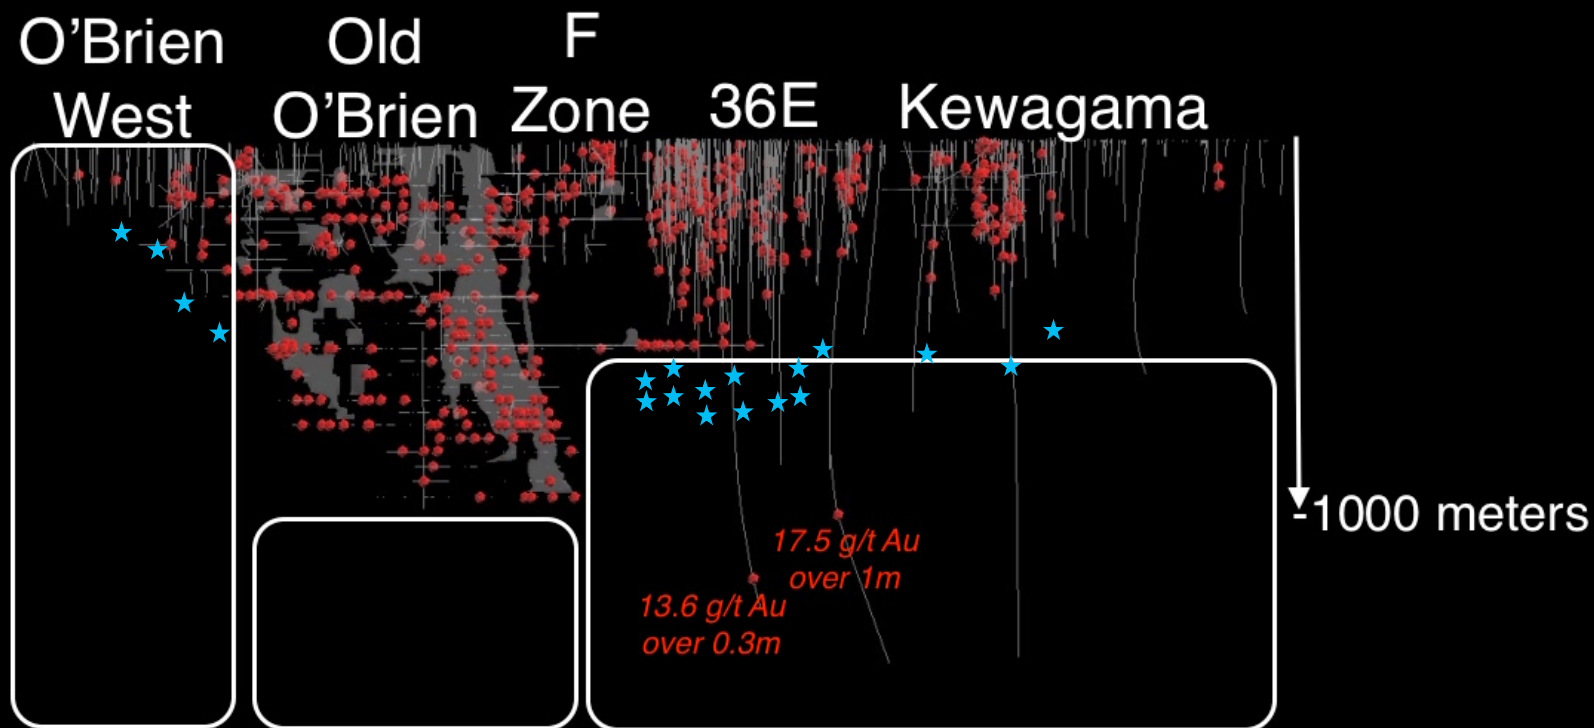 O’Brien
West
Old
O’Brien
F
Zone
36E
Kewagama
-1000 meters
17.5 g/t Au
over 1m
13.6 g/t Au
over 0.3m